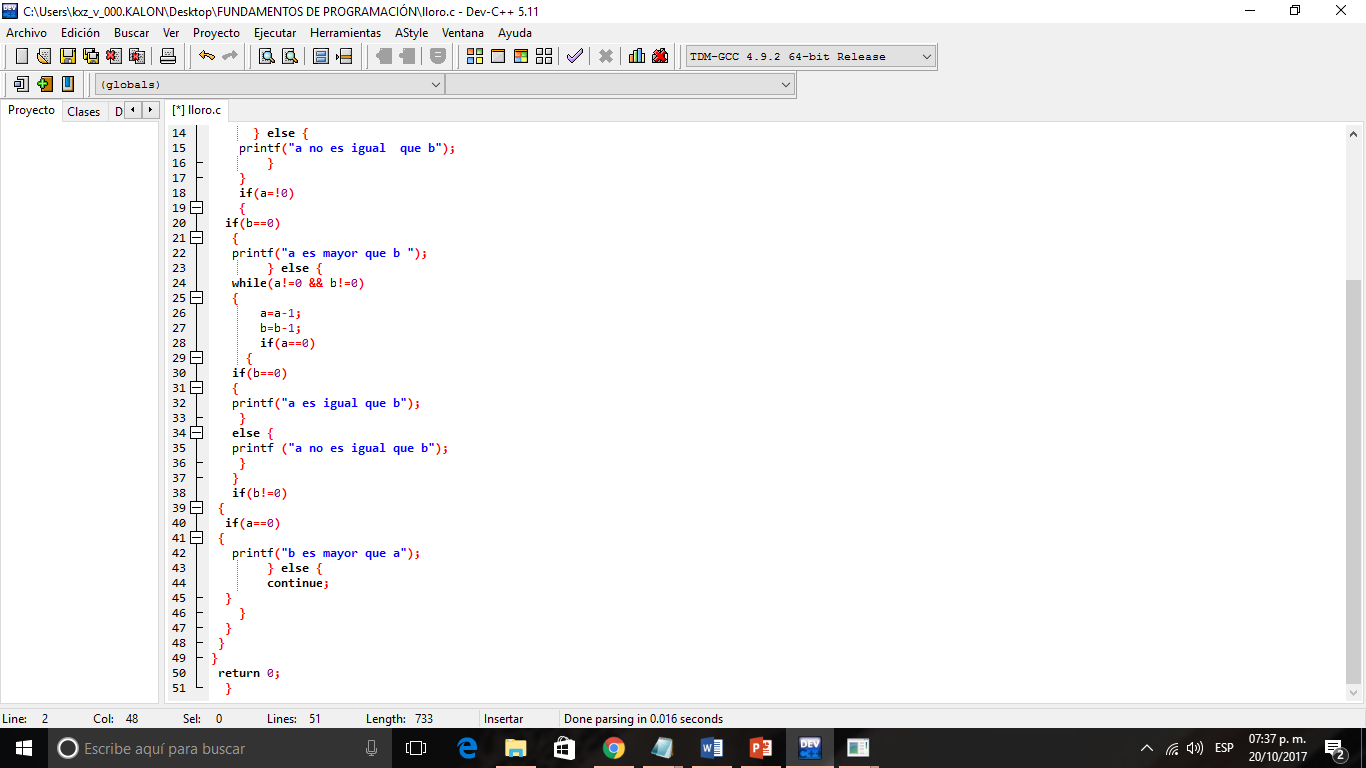 C:\Users\kxz_v_000.KALON\Desktop\FUNDAMENTOS DE PROGRAMACIÓN\lloro.c - Dev-C++ 5.11
Archivo Edición Buscar Ver Proyecto Ejecutar Herramientas AStyle Ventana Ayuda
TDM-GCC 4.9.2 64-bit Release
(globals)
Proyecto Clases D
[*] lloro.c
14 } else {
15 printf("a no es igual  que b");
16 }
17 }
18 if(a=!0)
19 {
20 if(b==0)
21 {
22 printf("a es mayor que b ");
23 } else {
24 while(a!=0 && b!=0)
25 {
26 a=a-1;
27 b=b-1;
28 if(a==0)
29 {
30 if(b==0)
31 {
32 printf("a es igual que b");
33 }
34 else {
35 printf ("a no es igual que b");
36 }
37 }
38 if(b!=0)
39 {
40 if(a==0)
41 {
42 printf("b es mayor que a");
43 } else {
44 continue;
45 }
46 }
47 }
48 }
49 }
50 return 0;
51 }
Line: 2 Col: 48 Sel: 0 Lines: 51 Length: 733 Insertar Done parsing in 0.016 seconds
Escribe aquí para buscar
ESP
07:37 p. m.
20/10/2017
2